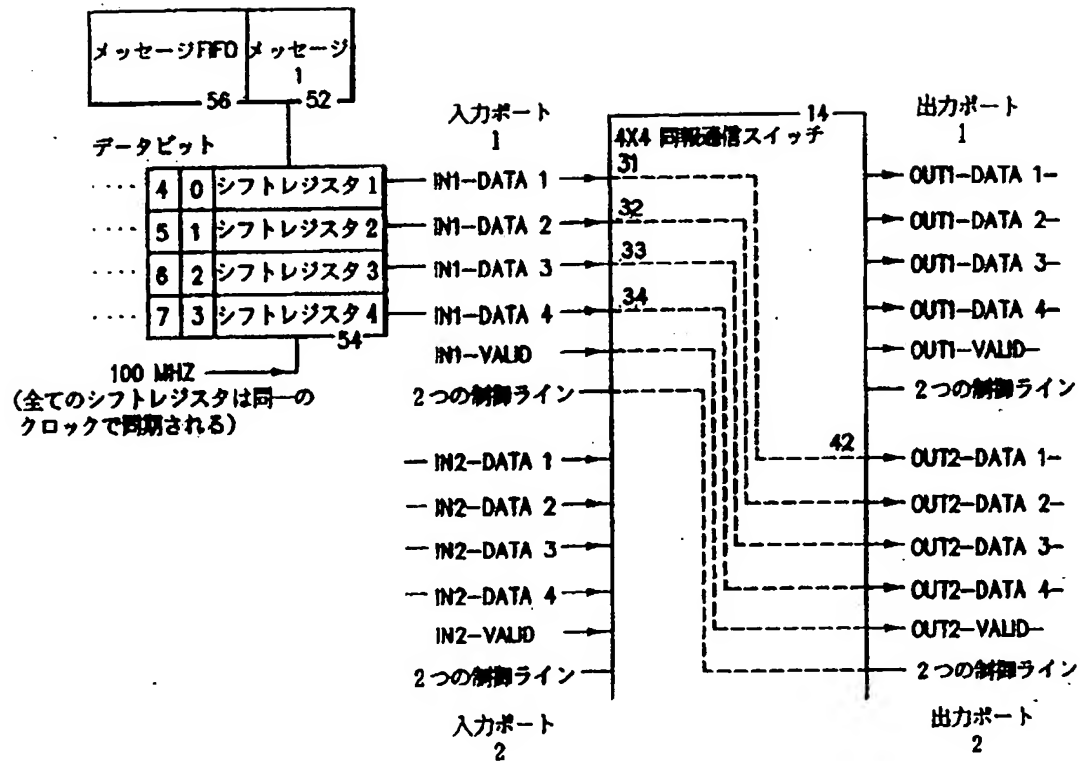 メッセージFIFO
メッセージ
1
56
52
データビット
・・・・ 4 0 シフトレジスタ1
・・・・ 5 1 シフトレジスタ2
・・・・ 6 2 シフトレジスタ3
・・・・ 7 3 シフトレジスタ4
54
100 MHZ
(全てのシフトレジスタは同一の
クロックで同期される)
入力ポート
1
IN1-DATA 1
IN1-DATA 2
IN1-DATA 3
IN1-DATA 4
IN1-VALID
2つの制御ライン
IN2-DATA 1
IN2-DATA 2
IN2-DATA 3
IN2-DATA 4
IN2-VALID
2つの制御ライン
入力ポート
2
14
4X4 同報通信スイッチ
31
32
33
34
42
出力ポート
1
OUT1-DATA 1-
OUT1-DATA 2-
OUT1-DATA 3-
OUT1-DATA 4-
OUT1-VALID-
2つの制御ライン
OUT2-DATA 1-
OUT2-DATA 2-
OUT2-DATA 3-
OUT2-DATA 4-
OUT2-VALID-
2つの制御ライン
出力ポート
2